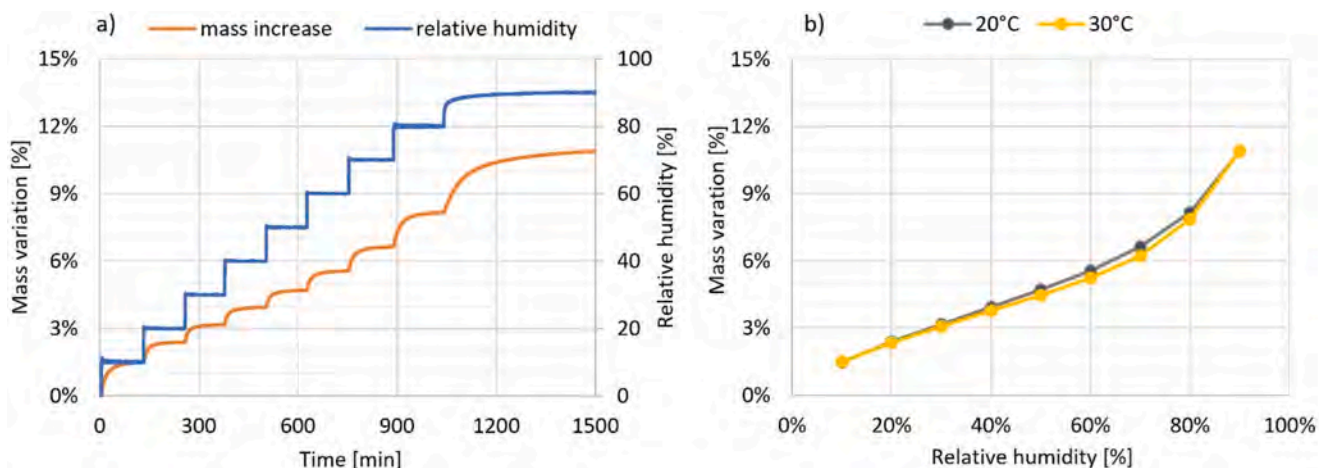 a) mass increase relative humidity
15% 100
12% 80
9% 60
6% 40
3% 20
0% 0
0 300 600 900 1200 1500
Time [min]
Mass variation [%]
Relative humidity [%]
b) 20°C 30°C
15%
12%
9%
6%
3%
0%
0% 20% 40% 60% 80% 100%
Relative humidity [%]
Mass varation [%]